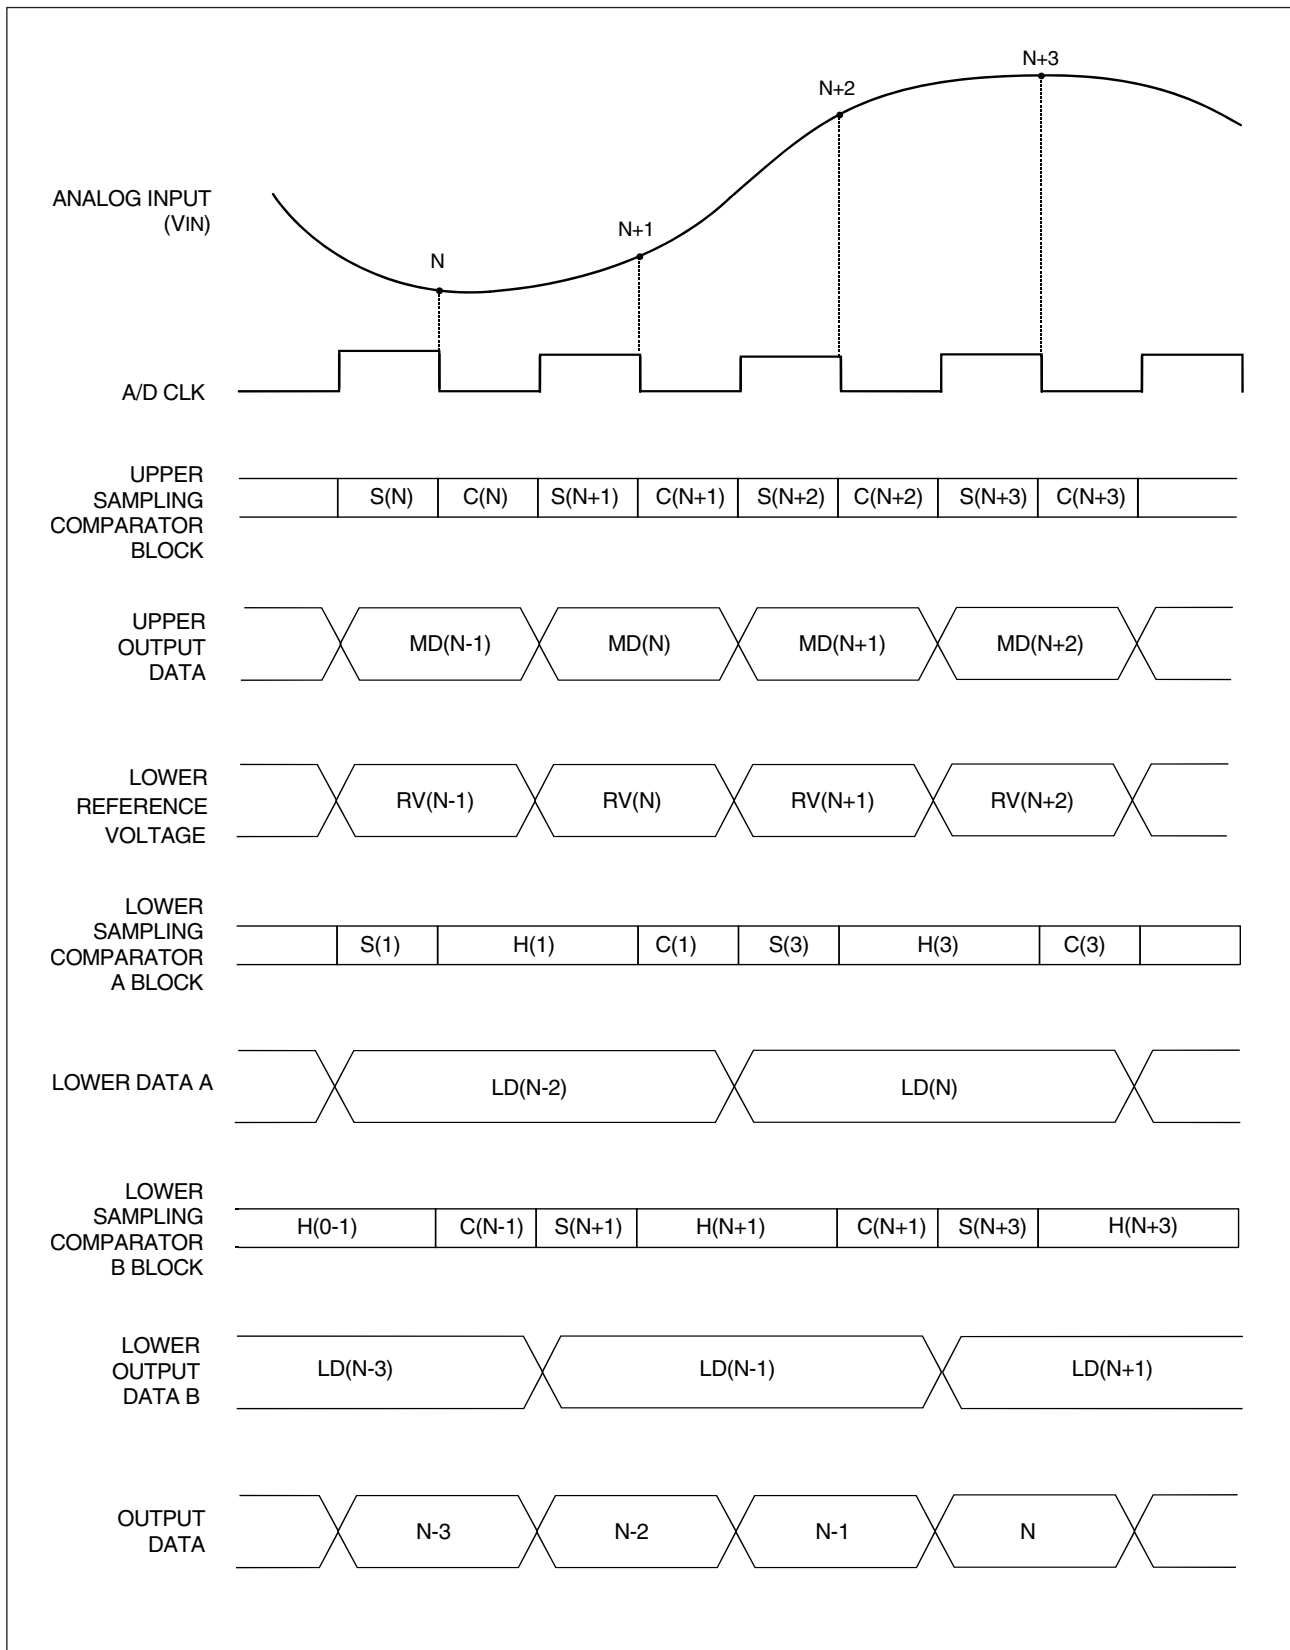 N+3
N+2
ANALOG INPUT
(VIN)
N+1
N
A/D CLK
UPPER
SAMPLING
COMPARATOR
BLOCK
S(N) C(N) S(N+1) C(N+1) S(N+2) C(N+2) S(N+3) C(N+3)
UPPER
OUTPUT
DATA
MD(N-1) MD(N) MD(N+1) MD(N+2)
LOWER
REFERENCE
VOLTAGE
RV(N-1) RV(N) RV(N+1) RV(N+2)
LOWER
SAMPLING
COMPARATOR
A BLOCK
S(1) H(1) C(1) S(3) H(3) C(3)
LOWER DATA A
LD(N-2) LD(N)
LOWER
SAMPLING
COMPARATOR
B BLOCK
H(0-1) C(N-1) S(N+1) H(N+1) C(N+1) S(N+3) H(N+3)
LOWER
OUTPUT
DATA B
LD(N-3) LD(N-1) LD(N+1)
OUTPUT
DATA
N-3 N-2 N-1 N